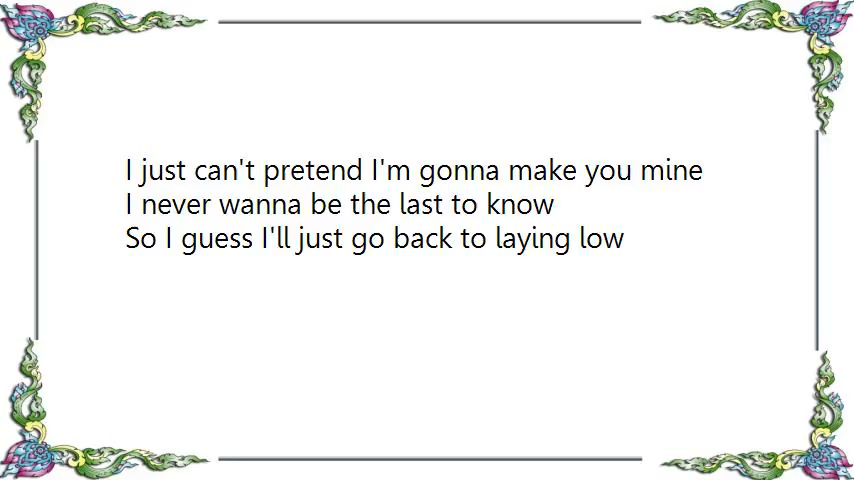 I just can't pretend I'm gonna make you mine
I never wanna be the last to know
So I guess I'll just go back to laying low